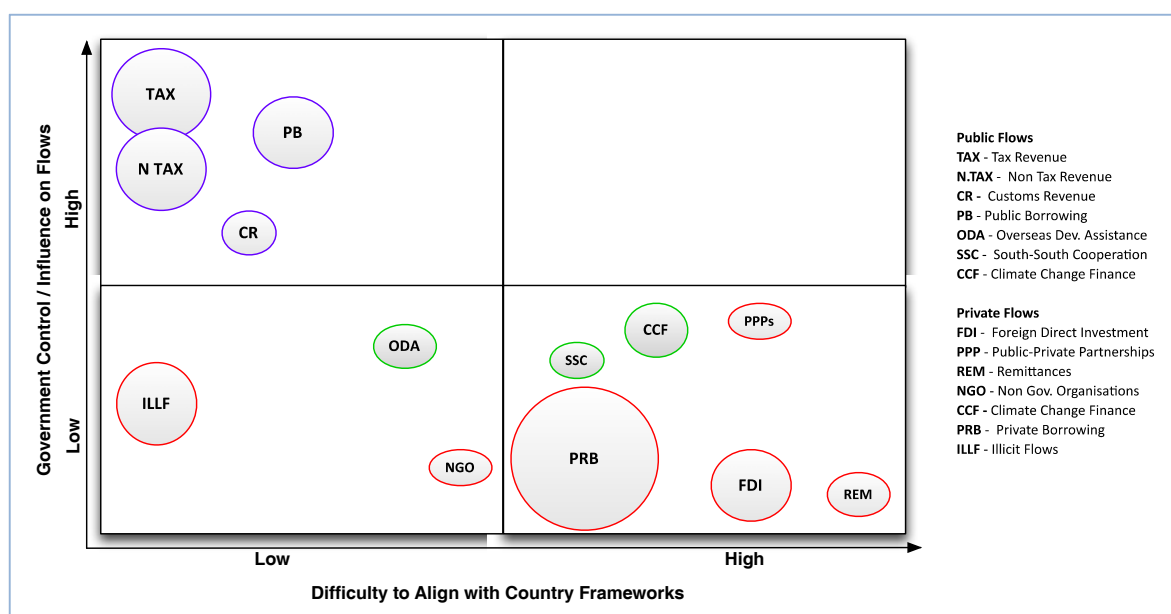 Government Control / Influence on Flows
High
Low
TAX
N TAX
PB
CR
ODA
ILLF
NGO
CCF
PPPs
SSC
PRB
FDI
REM
Low
High
Difficulty to Align with Country Frameworks
Public Flows
TAX - Tax Revenue
N.TAX - Non Tax Revenue
CR - Customs Revenue
PB - Public Borrowing
ODA - Overseas Dev. Assistance
SSC - South-South Cooperation
CCF - Climate Change Finance
Private Flows
FDI - Foreign Direct Investment
PPP - Public-Private Partnerships
REM - Remittances
NGO - Non Gov. Organisations
CCF - Climate Change Finance
PRB - Private Borrowing
ILLF - Illicit Flows